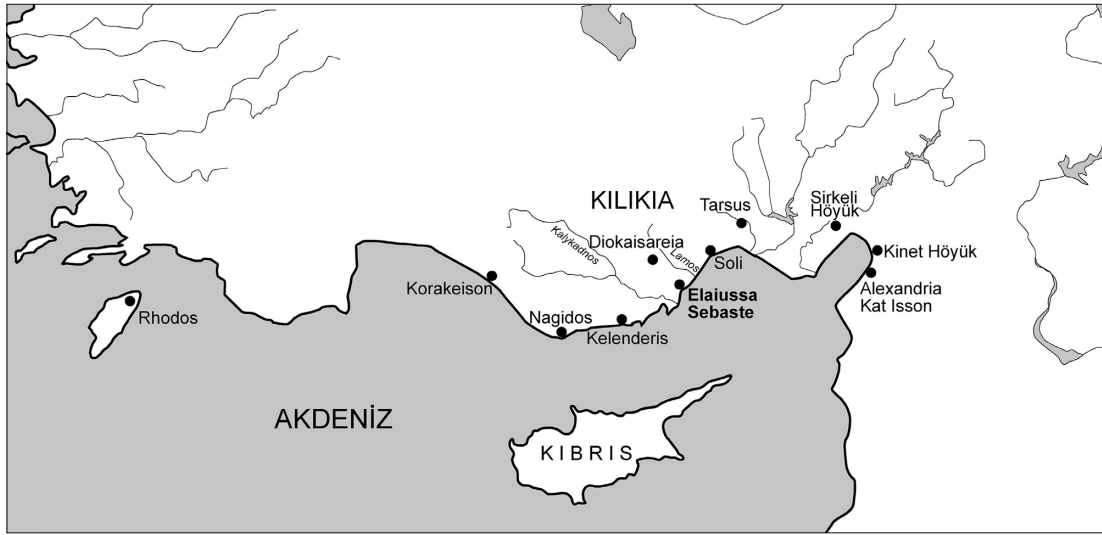 KILIKIA
Tarsus
Sirkeli
Höyük
Kalykadnos
Diokaisareia
Lamos
Soli
Kinet Höyük
Korakeison
Elaiussa
Sebaste
Alexandria
Kat Isson
Rhodos
Nagidos
Kelenderis
AKDENİZ
KIBRIS